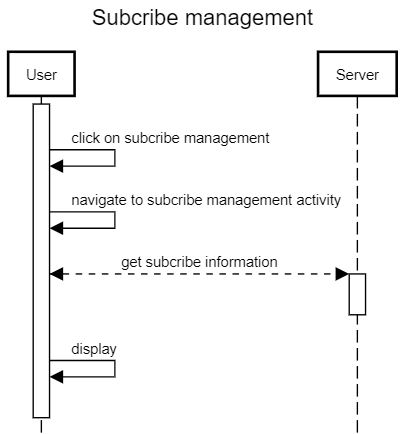 Subcribe management
User
Server
click on subcribe management
navigate to subcribe management activity
get subcribe information
display